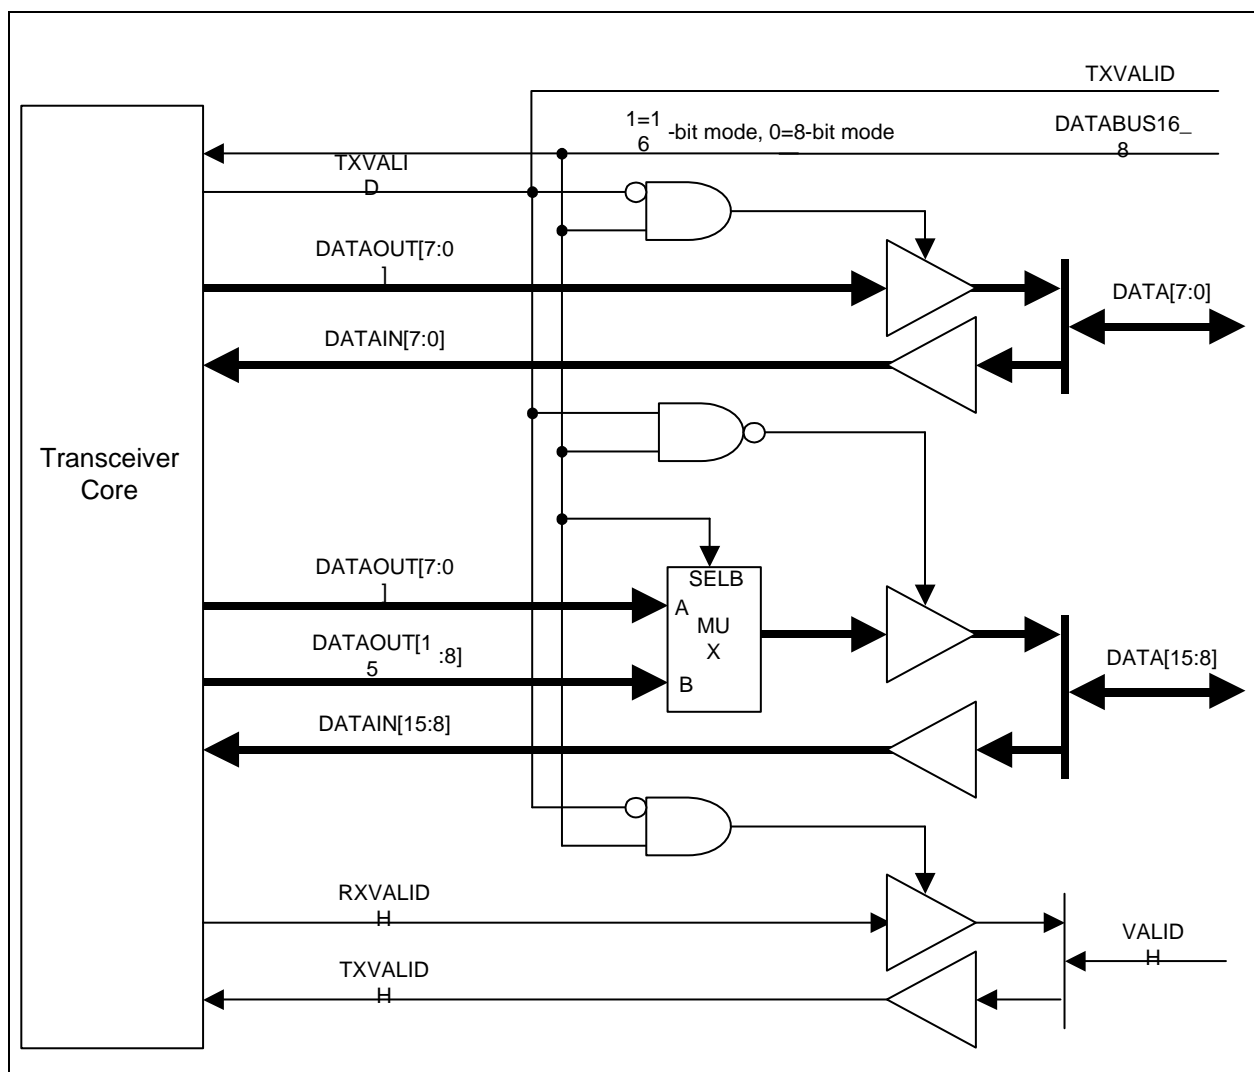 TXVALID
1=16-bit mode, 0=8-bit mode
DATABUS16_8
TXVALID
DATAOUT[7:0]
DATA[7:0]
DATAIN[7:0]
Transceiver
Core
DATAOUT[7:0]
SELB
A
MUX
DATAOUT[15:8]
B
DATA[15:8]
DATAIN[15:8]
RXVALIDH
VALIDH
TXVALIDH